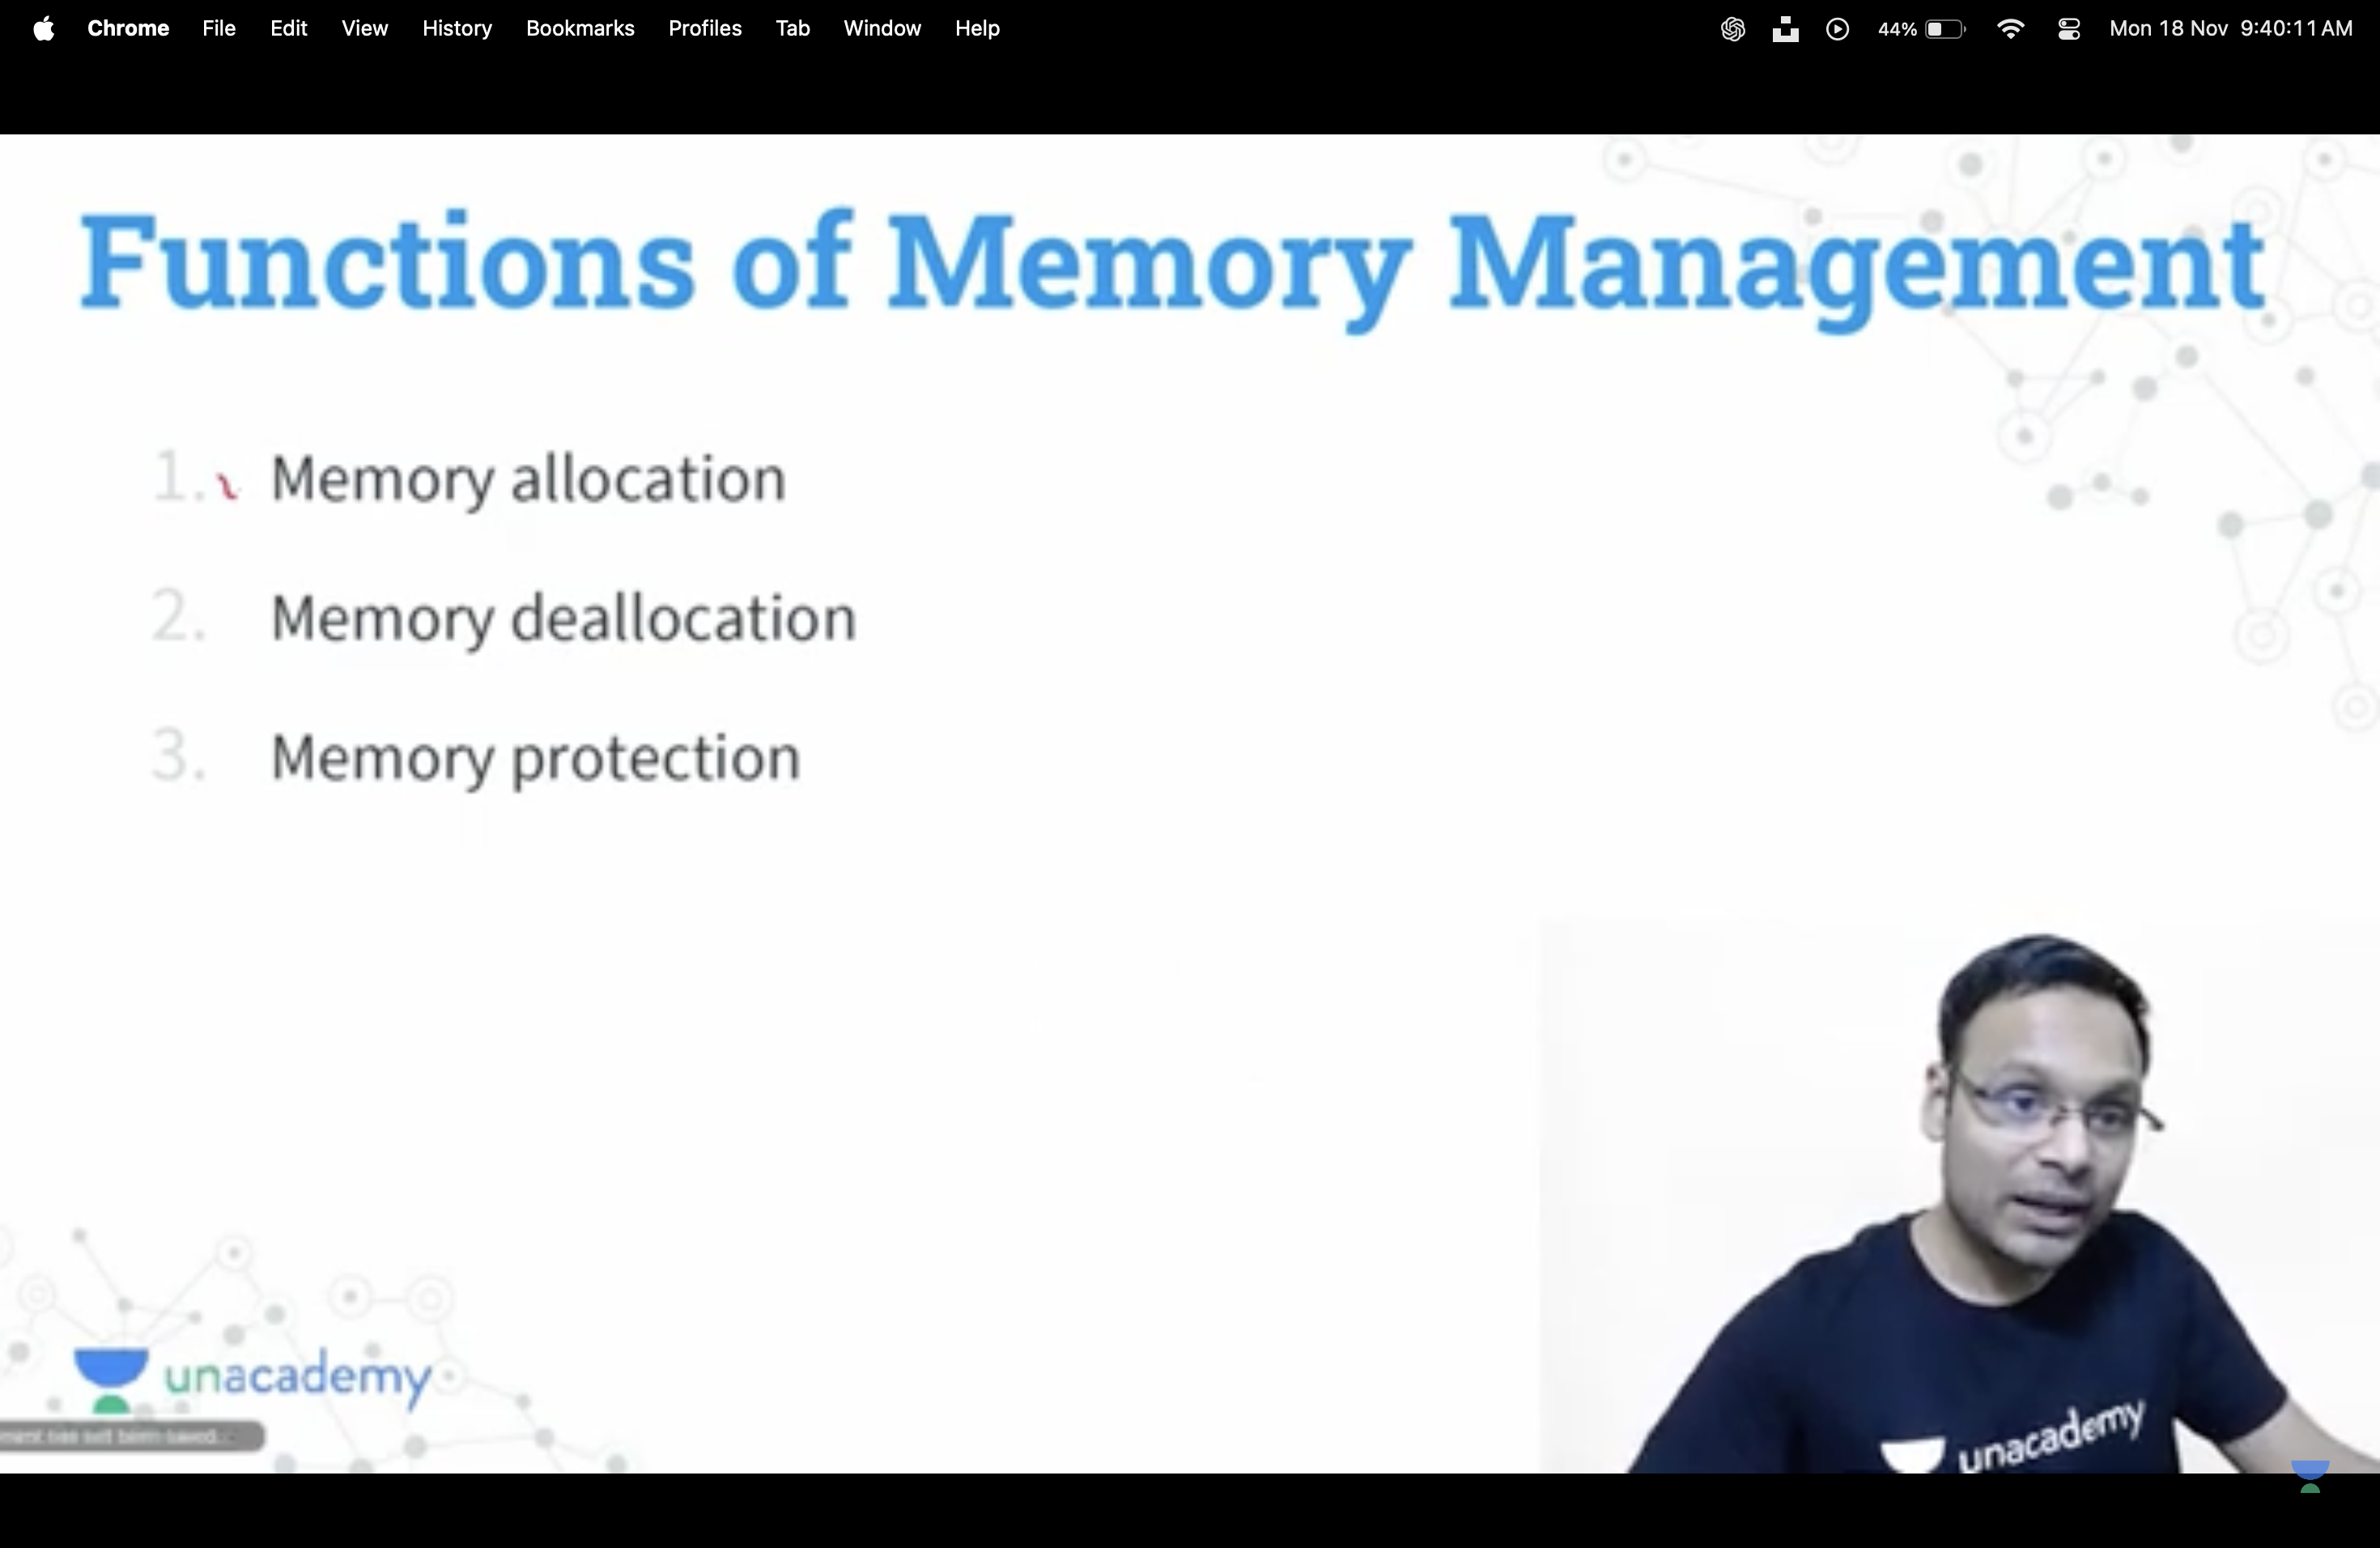 Chrome File Edit View History Bookmarks Profiles Tab Window Help 44% Mon 18 Nov 9:40:11 AM
Functions of Memory Management
1. Memory allocation
2. Memory deallocation
3. Memory protection
unacademy
unacademy